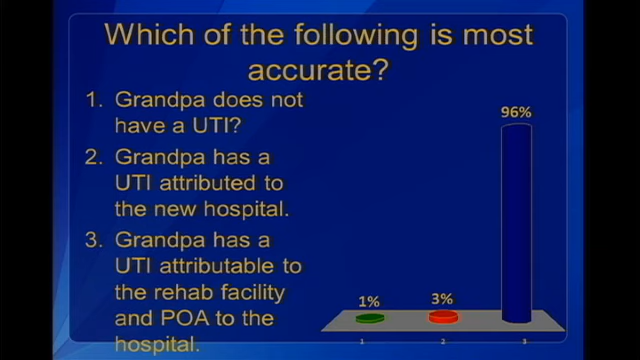 Which of the following is most
accurate?
1. Grandpa does not
have a UTI?
2. Grandpa has a
UTI attributed to
the new hospital.
3. Grandpa has a
UTI attributable to
the rehab facility
and POA to the
hospital.
96%
1%
3%
1
2
3